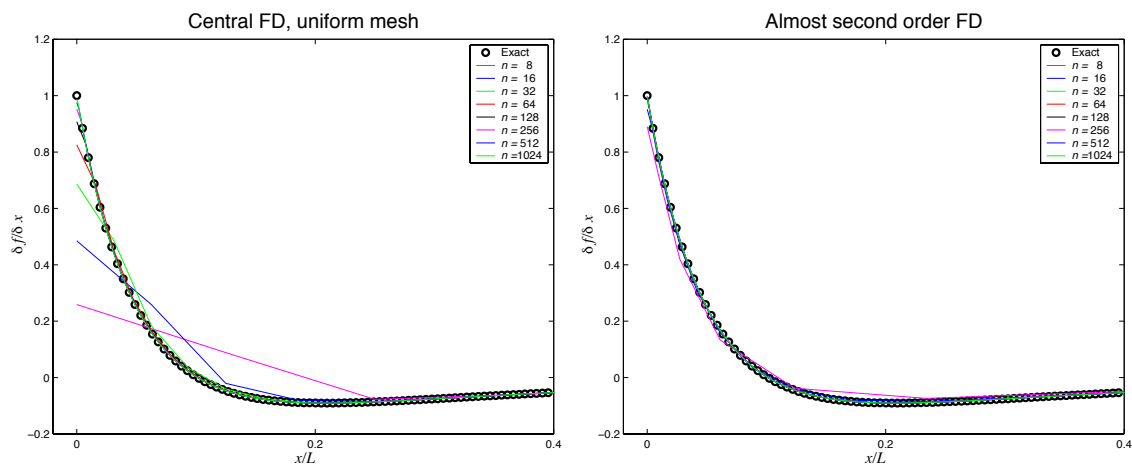 Central FD, uniform mesh
1.2
1
0.8
0.6
0.4
0.2
0
−0.2
0
0.2
0.4
x/L
δ f/δ x
Exact
n = 8
n = 16
n = 32
n = 64
n = 128
n = 256
n = 512
n =1024
Almost second order FD
1.2
1
0.8
0.6
0.4
0.2
0
−0.2
0
0.2
0.4
x/L
δ f/δ x
Exact
n = 8
n = 16
n = 32
n = 64
n = 128
n = 256
n = 512
n =1024